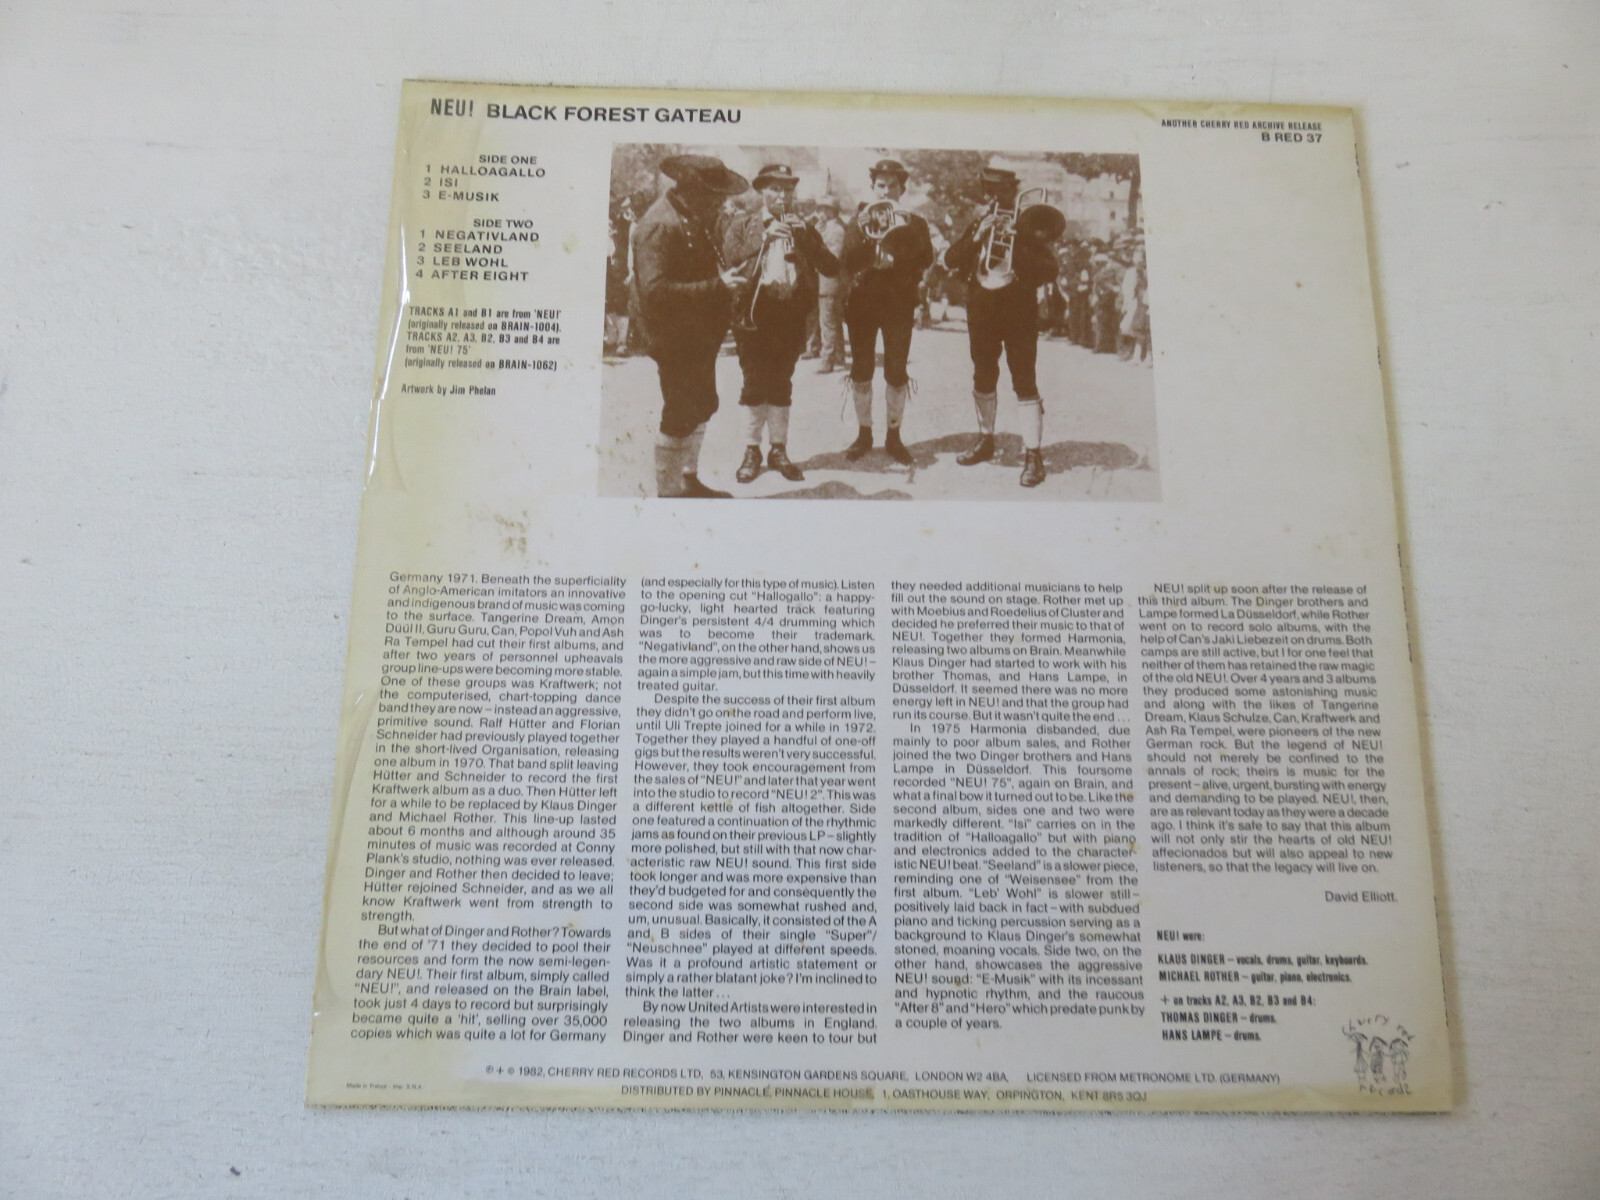 NEU! BLACK FOREST GATEAU
ANOTHER CHERRY RED ARCHIVE RELEASE
B RED 37
SIDE ONE
1 HALLOAGALLO
2 ISI
3 E-MUSIK
SIDE TWO
1 NEGATIVLAND
2 SEELAND
3 LEB WOHL
4 AFTER EIGHT
TRACKS A1 and B1 are from 'NEU!'
(originally released on BRAIN-1004).
TRACKS A2, A3, B2, B3 and B4 are
from 'NEU! 75'
(originally released on BRAIN-1062)
Artwork by Jim Phelan
Germany 1971. Beneath the superficiality
of Anglo-American imitators an innovative
and indigenous brand of music was coming
to the surface. Tangerine Dream, Amon
Düül II, Guru Guru, Can, Popol Vuh and Ash
Ra Tempel had cut their first albums, and
after two years of personnel upheavals
group line-ups were becoming more stable.
One of these groups was Kraftwerk; not
the computerised, chart-topping dance
band they are now – instead an aggressive,
primitive sound. Ralf Hütter and Florian
Schneider had previously played together
in the short-lived Organisation, releasing
one album in 1970. That band split leaving
Hütter and Schneider to record the first
Kraftwerk album as a duo. Then Hütter left
for a while to be replaced by Klaus Dinger
and Michael Rother. This line-up lasted
about 6 months and although around 35
minutes of music was recorded at Conny
Plank's studio, nothing was ever released.
Dinger and Rother then decided to leave;
Hütter rejoined Schneider, and as we all
know Kraftwerk went from strength to
strength.
But what of Dinger and Rother? Towards
the end of '71 they decided to pool their
resources and form the now semi-legen-
dary NEU!. Their first album, simply called
"NEU!", and released on the Brain label,
took just 4 days to record but surprisingly
became quite a 'hit', selling over 35,000
copies which was quite a lot for Germany
(and especially for this type of music). Listen
to the opening cut "Hallogallo": a happy-
go-lucky, light hearted track featuring
Dinger's persistent 4/4 drumming which
was to become their trademark.
"Negativland", on the other hand, shows us
the more aggressive and raw side of NEU! –
again a simple jam, but this time with heavily
treated guitar.
Despite the success of their first album
they didn't go on the road and perform live,
until Uli Trepte joined for a while in 1972.
Together they played a handful of one-off
gigs but the results weren't very successful.
However, they took encouragement from
the sales of "NEU!" and later that year went
into the studio to record "NEU! 2". This was
a different kettle of fish altogether. Side
one featured a continuation of the rhythmic
jams as found on their previous LP – slightly
more polished, but still with that now char-
acteristic raw NEU! sound. This first side
took longer and was more expensive than
they'd budgeted for and consequently the
second side was somewhat rushed and,
um, unusual. Basically, it consisted of the A
and B sides of their single "Super"/
"Neuschnee" played at different speeds.
Was it a profound artistic statement or
simply a rather blatant joke? I'm inclined to
think the latter . . .
By now United Artists were interested in
releasing the two albums in England.
Dinger and Rother were keen to tour but
they needed additional musicians to help
fill out the sound on stage. Rother met up
with Moebius and Roedelius of Cluster and
decided he preferred their music to that of
NEU!. Together they formed Harmonia,
releasing two albums on Brain. Meanwhile
Klaus Dinger had started to work with his
brother Thomas, and Hans Lampe, in
Düsseldorf. It seemed there was no more
energy left in NEU! and that the group had
run its course. But it wasn't quite the end . . .
In 1975 Harmonia disbanded, due
mainly to poor album sales, and Rother
joined the two Dinger brothers and Hans
Lampe in Düsseldorf. This foursome
recorded "NEU! 75", again on Brain, and
what a final bow it turned out to be. Like the
second album, sides one and two were
markedly different. "Isi" carries on in the
tradition of "Halloagallo" but with piano
and electronics added to the character-
istic NEU! beat. "Seeland" is a slower piece,
reminding one of "Weisensee" from the
first album. "Leb' Wohl" is slower still –
positively laid back in fact – with subdued
piano and ticking percussion serving as a
background to Klaus Dinger's somewhat
stoned, moaning vocals. Side two, on the
other hand, showcases the aggressive
NEU! sound: "E-Musik" with its incessant
and hypnotic rhythm, and the raucous
"After 8" and "Hero" which predate punk by
a couple of years.
NEU! split up soon after the release of
this third album. The Dinger brothers and
Lampe formed La Düsseldorf, while Rother
went on to record solo albums, with the
help of Can's Jaki Liebezeit on drums. Both
camps are still active, but I for one feel that
neither of them has retained the raw magic
of the old NEU!. Over 4 years and 3 albums
they produced some astonishing music
and along with the likes of Tangerine
Dream, Klaus Schulze, Can, Kraftwerk and
Ash Ra Tempel, were pioneers of the new
German rock. But the legend of NEU!
should not merely be confined to the
annals of rock; theirs is music for the
present – alive, urgent, bursting with energy
and demanding to be played. NEU!, then,
are as relevant today as they were a decade
ago. I think it's safe to say that this album
will not only stir the hearts of old NEU!
affecionados but will also appeal to new
listeners, so that the legacy will live on.
David Elliott.
NEU! were:
KLAUS DINGER – vocals, drums, guitar, keyboards.
MICHAEL ROTHER – guitar, piano, electronics.
+ on tracks A2, A3, B2, B3 and B4:
THOMAS DINGER – drums.
HANS LAMPE – drums.
cherry red
records
℗ + © 1982, CHERRY RED RECORDS LTD, 53, KENSINGTON GARDENS SQUARE, LONDON W2 4BA, LICENSED FROM METRONOME LTD. (GERMANY)
DISTRIBUTED BY PINNACLE, PINNACLE HOUSE, 1, OASTHOUSE WAY, ORPINGTON, KENT BR5 3QJ
Made in France